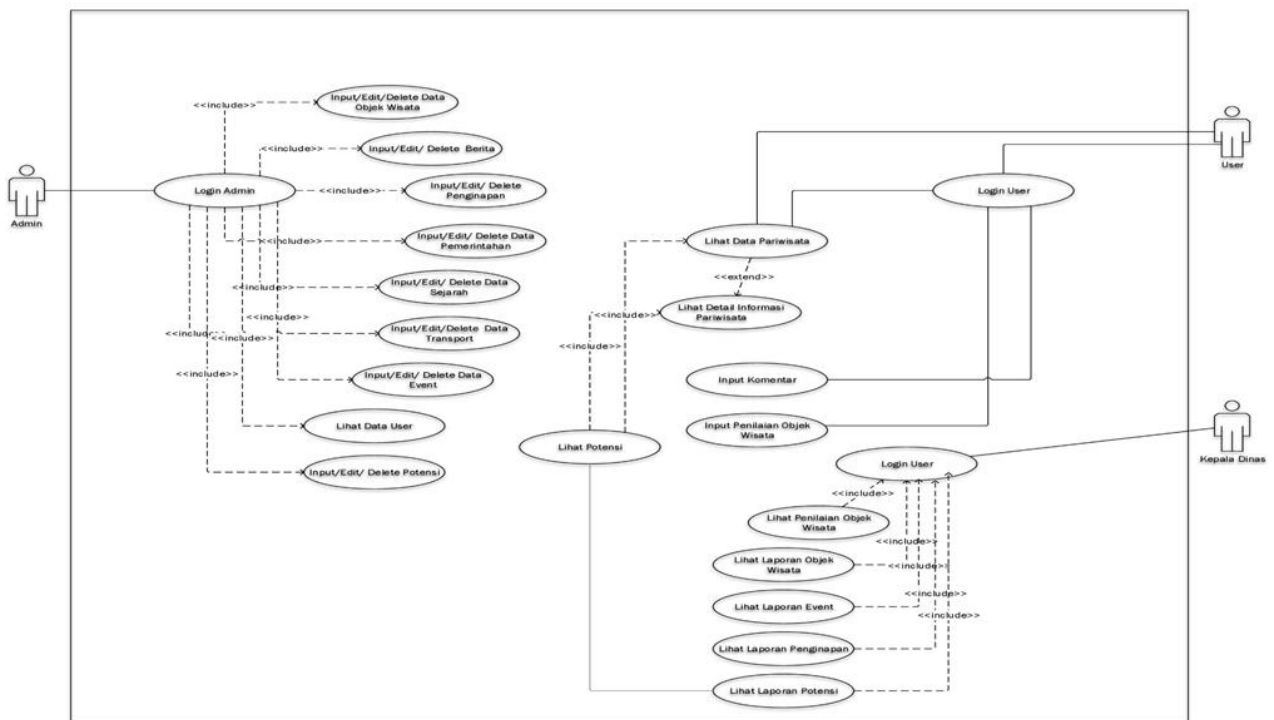 <<include>>
Input/Edit/Delete Data
Objek Wisata
<<include>>
Input/Edit/ Delete Berita
Admin
Login Admin
<<include>>
Input/Edit/ Delete
Penginapan
<<include>>
Input/Edit/ Delete Data
Pemerintahan
<<include>>
Input/Edit/ Delete Data
Sejarah
<<include>>
<<include>>
<<include>>
Input/Edit/Delete Data
Transport
<<include>>
Input/Edit/ Delete Data
Event
Lihat Data User
Input/Edit/ Delete Potensi
User
Login User
Lihat Data Pariwisata
<<extend>>
Lihat Detail Informasi
Pariwisata
<<include>>
<<include>>
Input Komentar
Input Penilaian Objek
Wisata
Lihat Potensi
Kepala Dinas
Login User
<<include>>
Lihat Penilaian Objek
Wisata
<<include>>
Lihat Laporan Objek
Wisata
<<include>>
<<include>>
Lihat Laporan Event
<<include>>
Lihat Laporan Penginapan
Lihat Laporan Potensi